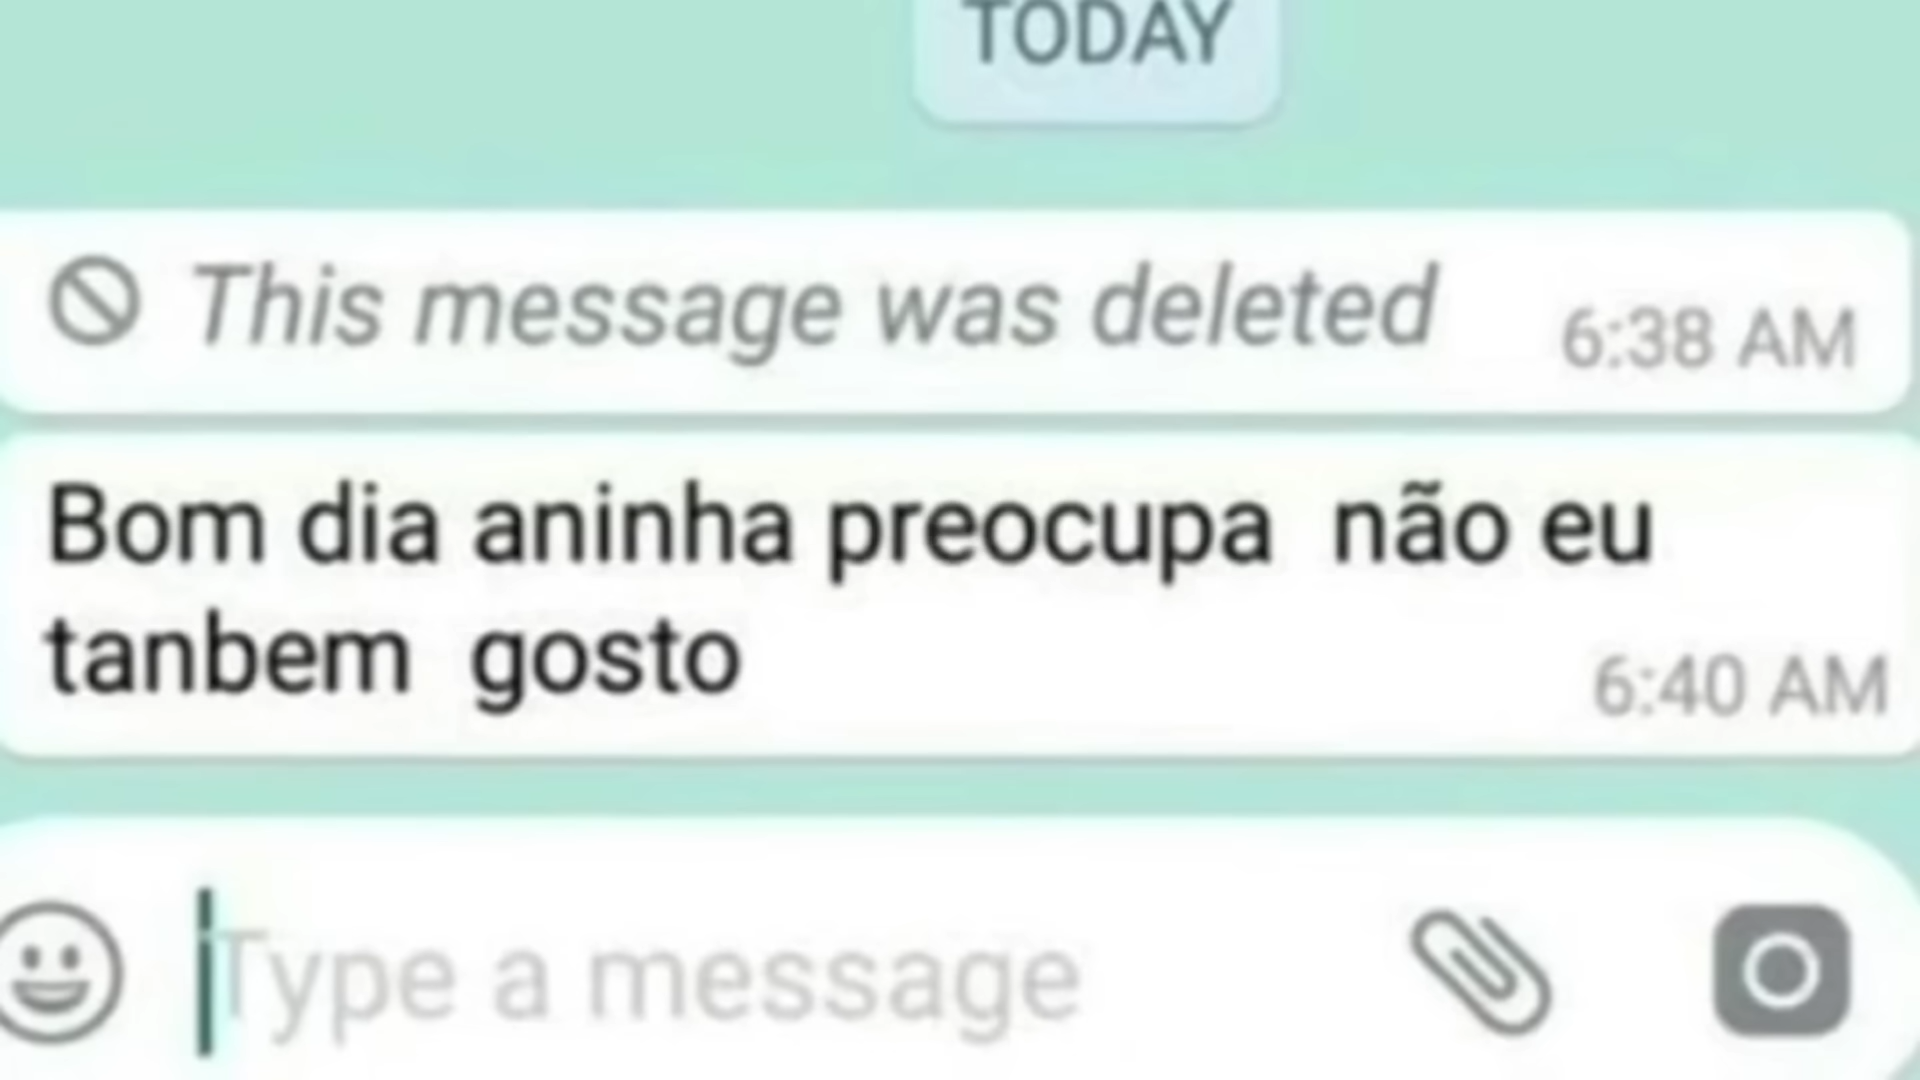 TODAY
This message was deleted 6:38 AM
Bom dia aninha preocupa não eu
tanbem gosto 6:40 AM
Type a message